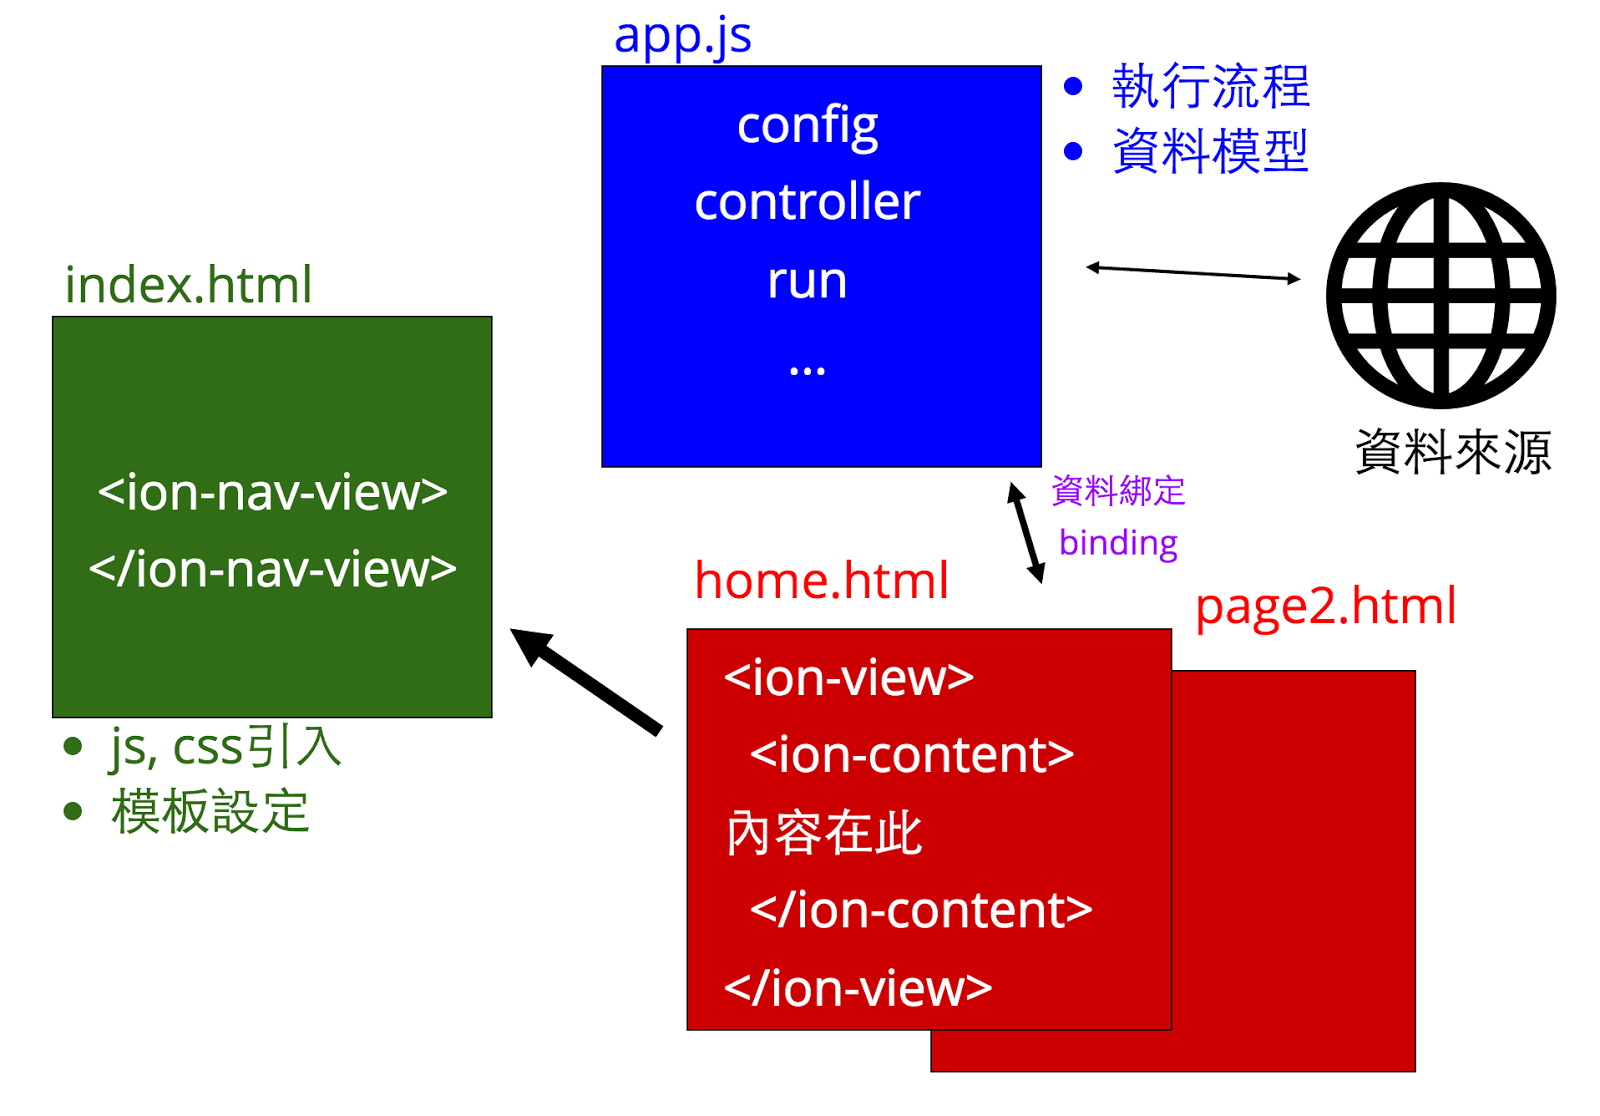 app.js
config
controller
run
...
• 執行流程
• 資料模型
資料來源
index.html
<ion-nav-view>
</ion-nav-view>
• js, css引入
• 模板設定
資料綁定
binding
home.html
<ion-view>
<ion-content>
內容在此
</ion-content>
</ion-view>
page2.html